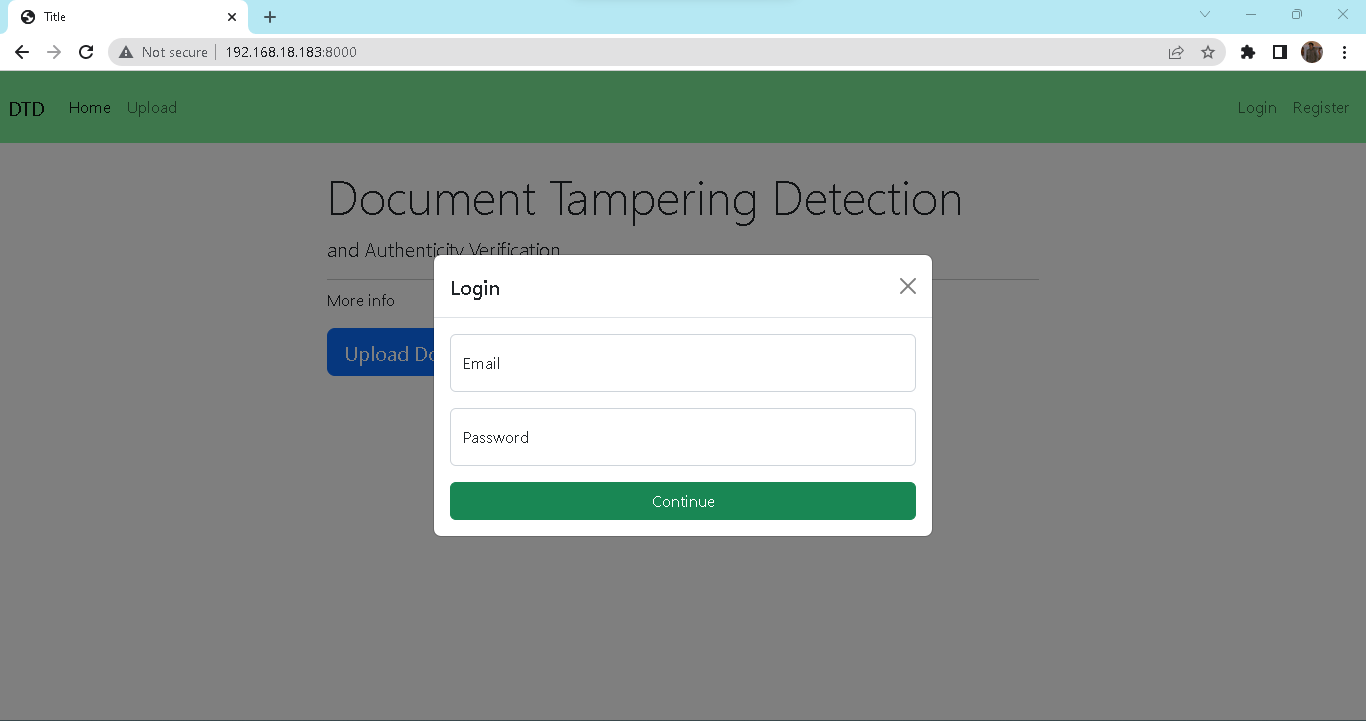 Title
Not secure 192.168.18.183:8000
DTD Home Upload Login Register
Document Tampering Detection
and Authenticity Verification
More info
Upload Do
Login
Email
Password
Continue